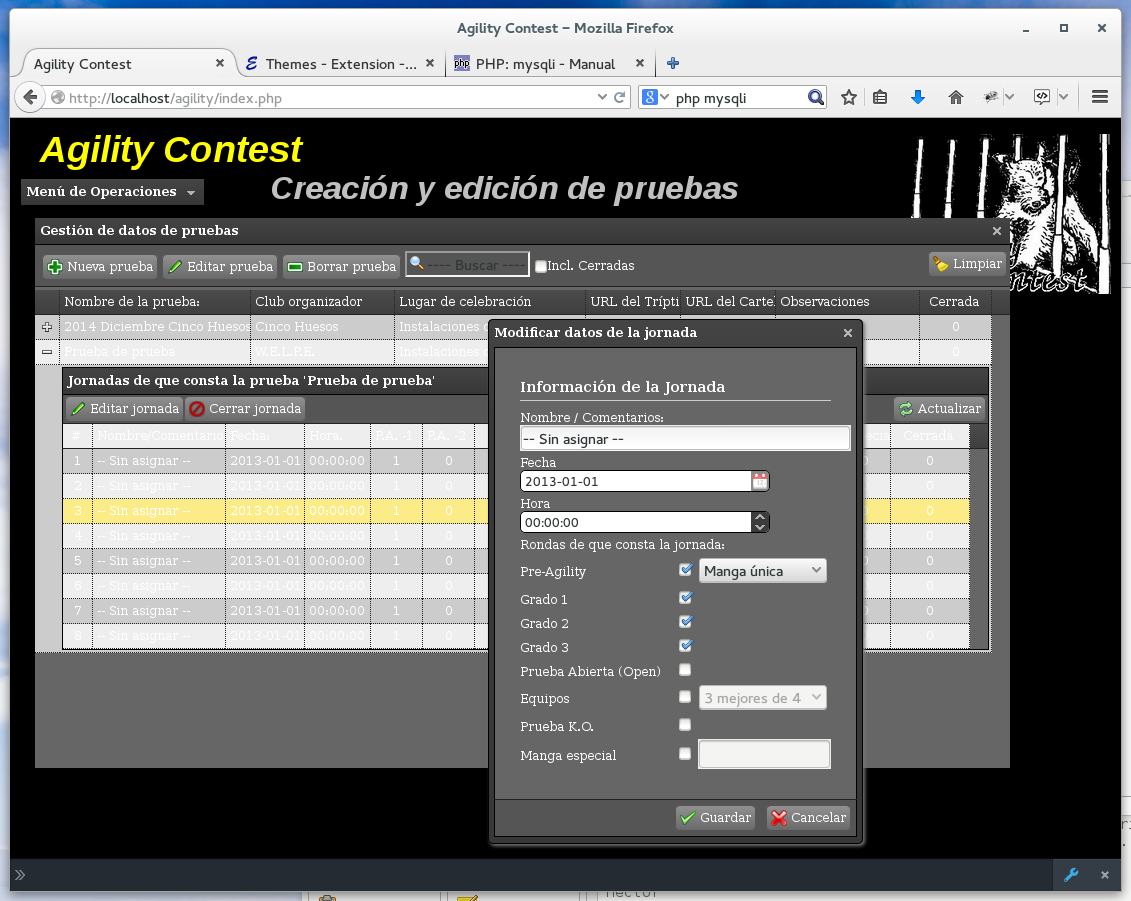 Agility Contest – Mozilla Firefox
Agility Contest
Themes - Extension -...
PHP: mysqli - Manual
http://localhost/agility/index.php
php mysqli
Agility Contest
Menú de Operaciones
Creación y edición de pruebas
ntest
Gestión de datos de pruebas
Nueva prueba
Editar prueba
Borrar prueba
---- Buscar ----
Incl. Cerradas
Limpiar
Nombre de la prueba: Club organizador Lugar de celebración URL del Trípti URL del Carte Observaciones Cerrada
2014 Diciembre Cinco Huesos Cinco Huesos Instalaciones 0
Prueba de prueba W.E.L.P.E. Instalaciones 0
Jornadas de que consta la prueba 'Prueba de prueba'
Editar jornada
Cerrar jornada
Actualizar
# Nombre/Comentario Fecha: Hora. P.A. -1 P.A. -2 ecia Cerrada
1 -- Sin asignar -- 2013-01-01 00:00:00 1 0 0
2 -- Sin asignar -- 2013-01-01 00:00:00 1 0 0
3 -- Sin asignar -- 2013-01-01 00:00:00 1 0 0
4 -- Sin asignar -- 2013-01-01 00:00:00 1 0 0
5 -- Sin asignar -- 2013-01-01 00:00:00 1 0 0
6 -- Sin asignar -- 2013-01-01 00:00:00 1 0 0
7 -- Sin asignar -- 2013-01-01 00:00:00 1 0 0
8 -- Sin asignar -- 2013-01-01 00:00:00 1 0 0
Modificar datos de la jornada
Información de la Jornada
Nombre / Comentarios:
-- Sin asignar --
Fecha
2013-01-01
Hora
00:00:00
Rondas de que consta la jornada:
Pre-Agility
Manga única
Grado 1
Grado 2
Grado 3
Prueba Abierta (Open)
Equipos
3 mejores de 4
Prueba K.O.
Manga especial
Guardar
Cancelar